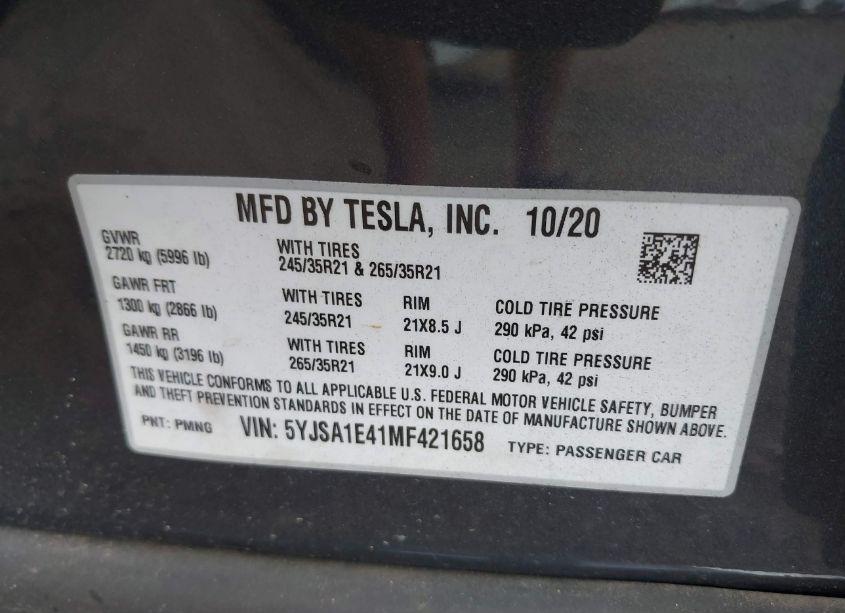 MFD BY TESLA, INC. 10/20
GVWR
2720 kg (5996 lb)
WITH TIRES
245/35R21 & 265/35R21
GAWR FRT
1300 kg (2866 lb)
WITH TIRES
245/35R21
RIM
21X8.5 J
COLD TIRE PRESSURE
290 kPa, 42 psi
GAWR RR
1450 kg (3196 lb)
WITH TIRES
265/35R21
RIM
21X9.0 J
COLD TIRE PRESSURE
290 kPa, 42 psi
THIS VEHICLE CONFORMS TO ALL APPLICABLE U.S. FEDERAL MOTOR VEHICLE SAFETY, BUMPER
AND THEFT PREVENTION STANDARDS IN EFFECT ON THE DATE OF MANUFACTURE SHOWN ABOVE.
PNT: PMNG VIN: 5YJSA1E41MF421658 TYPE: PASSENGER CAR